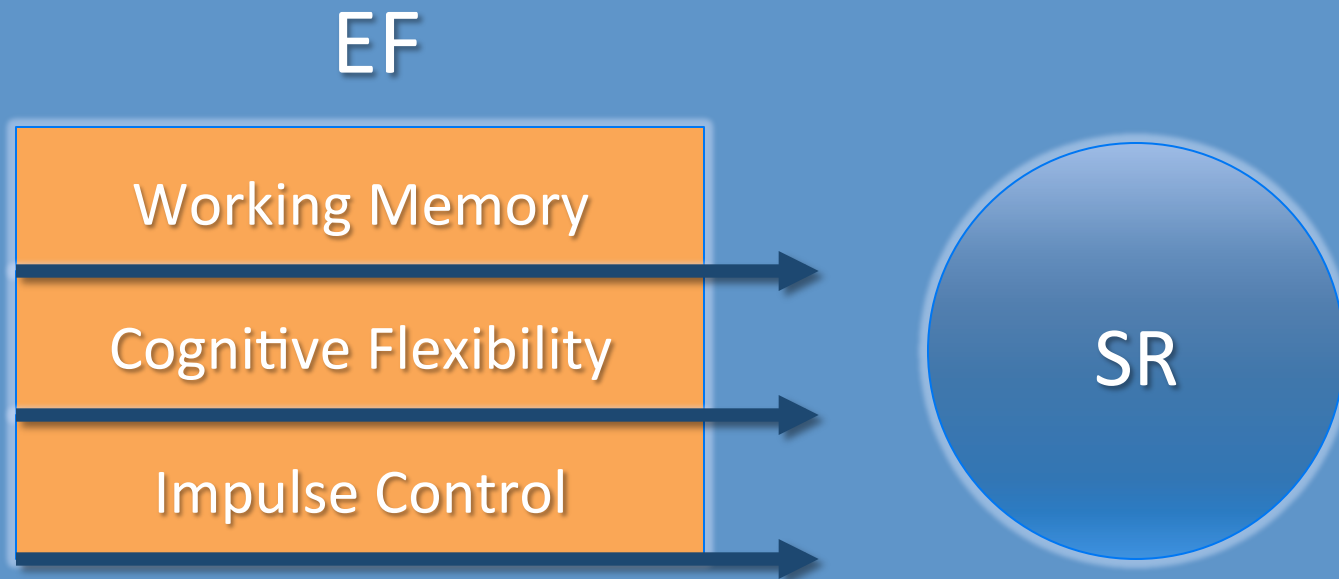 EF
Working Memory
Cognitive Flexibility
Impulse Control
SR